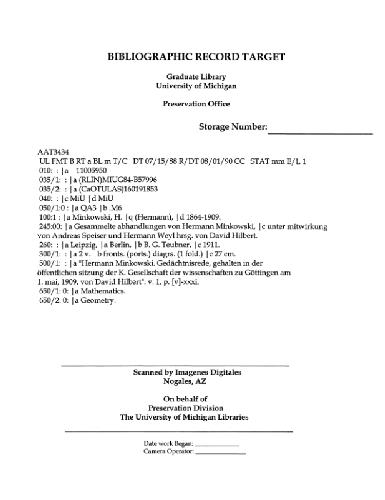 BIBLIOGRAPHIC RECORD TARGET
Graduate Library
University of Michigan
Preservation Office
Storage Number:
AAT3434
UL FMT B RT a BL m T/C DT 07/15/88 R/DT 08/01/90 CC STAT mm E/L 1
010: : |a 11005950
035/1: : |a (RLIN)MIUG84-B57996
035/2: : |a (CaOTULAS)160191853
040: : |c MiU |d MiU
050/1:0 : |a QA3 |b .M6
100:1 : |a Minkowski, H. |q (Hermann), |d 1864-1909.
245:00: |a Gesammelte abhandlungen von Hermann Minkowski, |c unter mitwirkung
von Andreas Speiser und Hermann Weyl hrsg. von David Hilbert.
260: : |a Leipzig, |a Berlin, |b B. G. Teubner, |c 1911.
300/1: : |a 2 v. b fronts. (ports.) diagrs. (1 fold.) |c 27 cm.
500/1: : |a "Hermann Minkowski. Gedächtnisrede, gehalten in der
öffentlichen sitzung der K. Gesellschaft der wissenschaften zu Göttingen am
1. mai, 1909, von David Hilbert": v. 1, p. [v]-xxxi.
650/1: 0: |a Mathematics.
650/2: 0: |a Geometry.
Scanned by Imagenes Digitales
Nogales, AZ
On behalf of
Preservation Division
The University of Michigan Libraries
Date work Began:
Camera Operator: